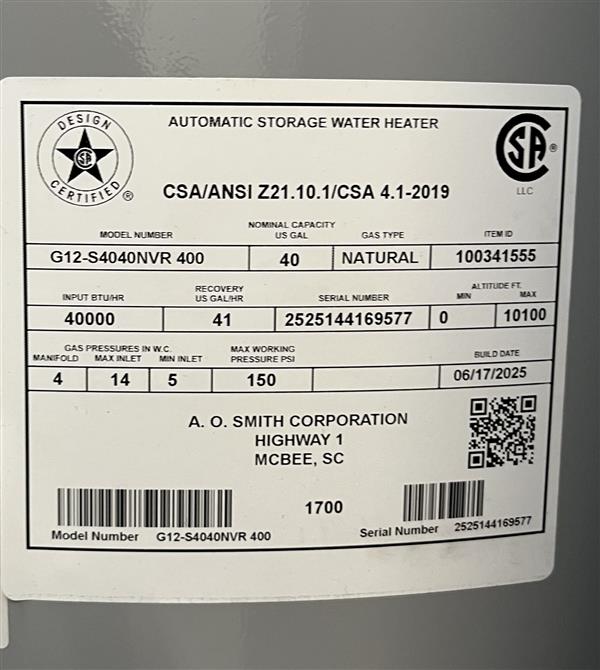 DESIGN CERTIFIED ®
CSA
AUTOMATIC STORAGE WATER HEATER
SA ®
LLC
CSA/ANSI Z21.10.1/CSA 4.1-2019
MODEL NUMBER NOMINAL CAPACITY US GAL GAS TYPE ITEM ID
G12-S4040NVR 400 40 NATURAL 100341555
INPUT BTU/HR RECOVERY US GAL/HR SERIAL NUMBER ALTITUDE FT. MIN MAX
40000 41 2525144169577 0 10100
GAS PRESSURES IN W.C.
MANIFOLD MAX INLET MIN INLET MAX WORKING PRESSURE PSI BUILD DATE
4 14 5 150 06/17/2025
A. O. SMITH CORPORATION
HIGHWAY 1
MCBEE, SC
1700
Model Number G12-S4040NVR 400 Serial Number 2525144169577